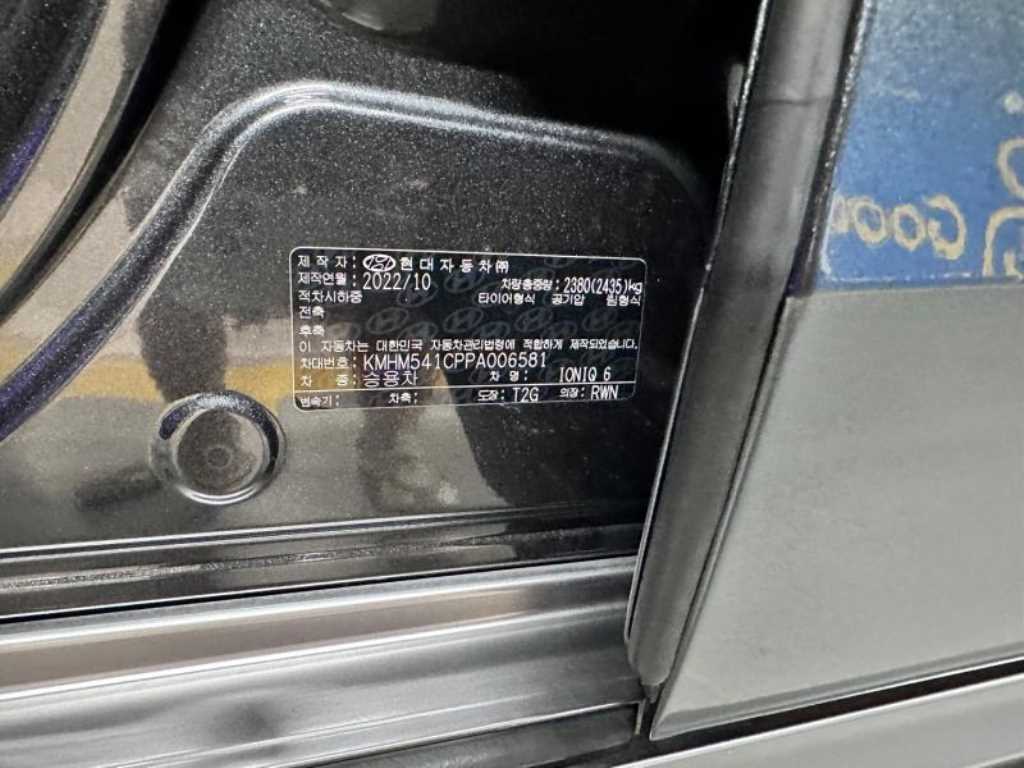 제 작 자 : 현대자동차㈜
제작연월 : 2022/10 차량총중량 : 2380(2435)kg
적차시하중 타이어형식 공기압 림형식
전축
후축
이 자동차는 대한민국 자동차관리법령에 적합하게 제작되었습니다.
차대번호 : KMHM541CPPA006581
차 종 : 승용차 차 명 : IONIQ 6
변속기 : 차축 : 도장 : T2G 의장 : RWN